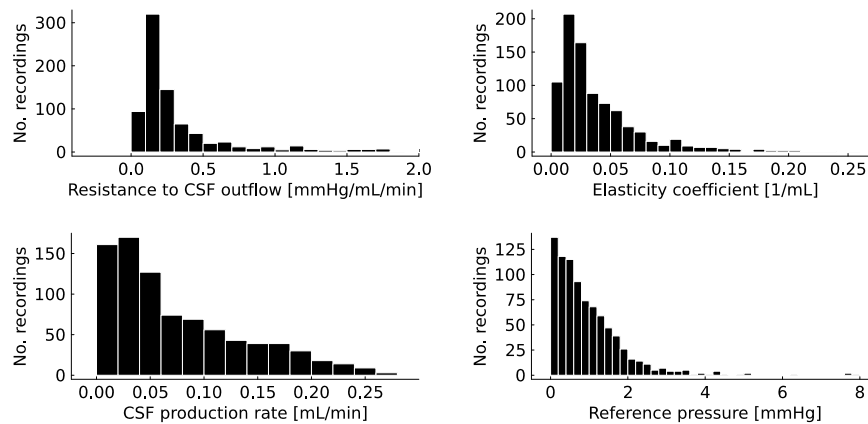 No. recordings
300
200
100
0
0.0 0.5 1.0 1.5 2.0
Resistance to CSF outflow [mmHg/mL/min]
No. recordings
200
150
100
50
0
0.00 0.05 0.10 0.15 0.20 0.25
Elasticity coefficient [1/mL]
No. recordings
150
100
50
0
0.00 0.05 0.10 0.15 0.20 0.25
CSF production rate [mL/min]
No. recordings
125
100
75
50
25
0
0 2 4 6 8
Reference pressure [mmHg]